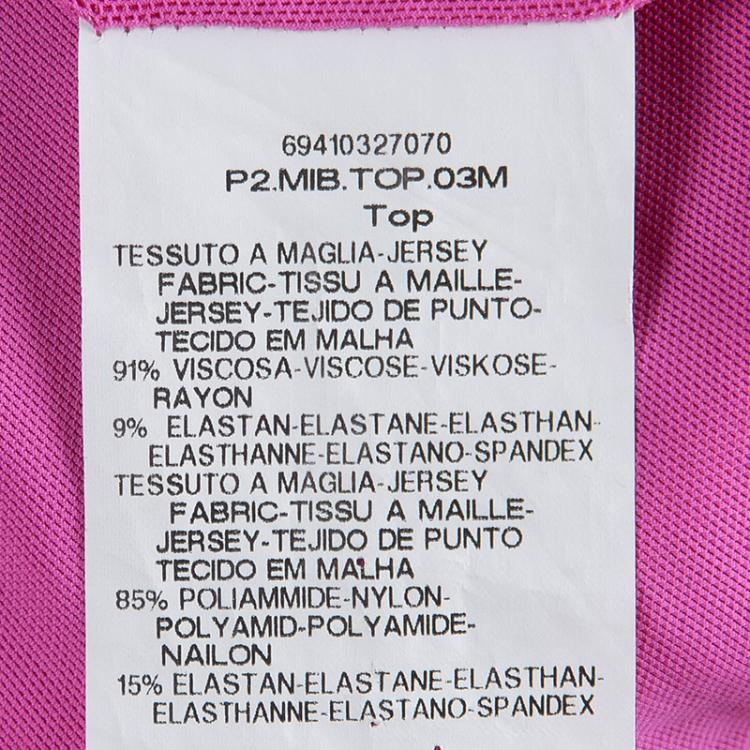 69410327070
P2.MIB.TOP.03M
Top
TESSUTO A MAGLIA-JERSEY
FABRIC-TISSU A MAILLE-
JERSEY-TEJIDO DE PUNTO-
TECIDO EM MALHA
91% VISCOSA-VISCOSE-VISKOSE-
RAYON
9% ELASTAN-ELASTANE-ELASTHAN-
ELASTHANNE-ELASTANO-SPANDEX
TESSUTO A MAGLIA-JERSEY
FABRIC-TISSU A MAILLE-
JERSEY-TEJIDO DE PUNTO
TECIDO EM MALHA
85% POLIAMMIDE-NYLON-
POLYAMID-POLYAMIDE-
NAILON
15% ELASTAN-ELASTANE-ELASTHAN-
ELASTHANNE-ELASTANO-SPANDEX